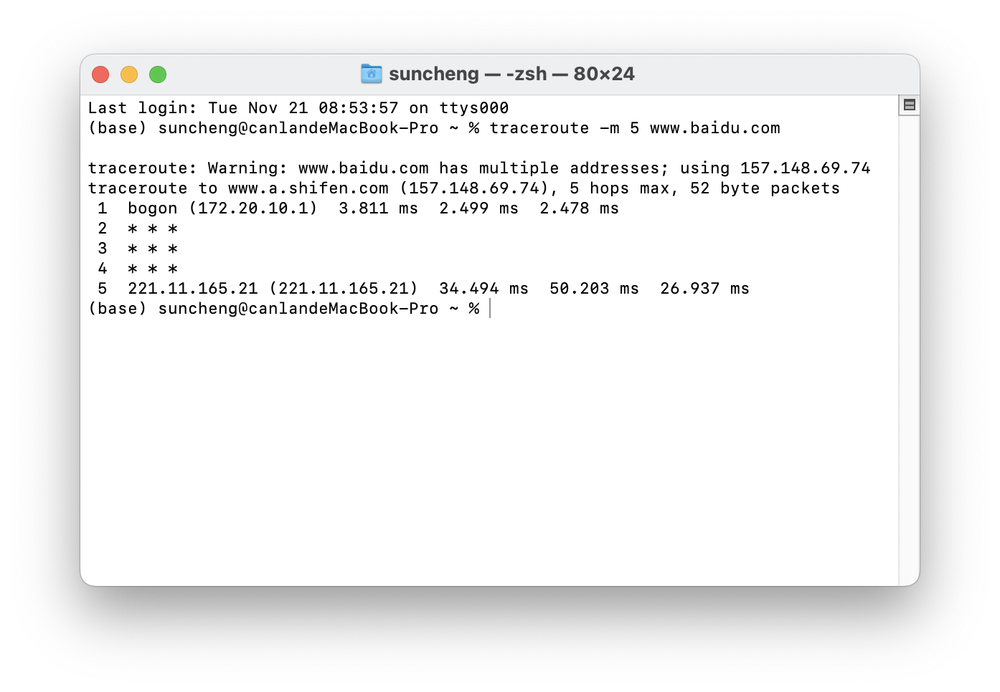 suncheng — -zsh — 80×24
Last login: Tue Nov 21 08:53:57 on ttys000
(base) suncheng@canlandeMacBook-Pro ~ % traceroute -m 5 www.baidu.com
traceroute: Warning: www.baidu.com has multiple addresses; using 157.148.69.74
traceroute to www.a.shifen.com (157.148.69.74), 5 hops max, 52 byte packets
 1  bogon (172.20.10.1)  3.811 ms  2.499 ms  2.478 ms
 2  * * *
 3  * * *
 4  * * *
 5  221.11.165.21 (221.11.165.21)  34.494 ms  50.203 ms  26.937 ms
(base) suncheng@canlandeMacBook-Pro ~ %